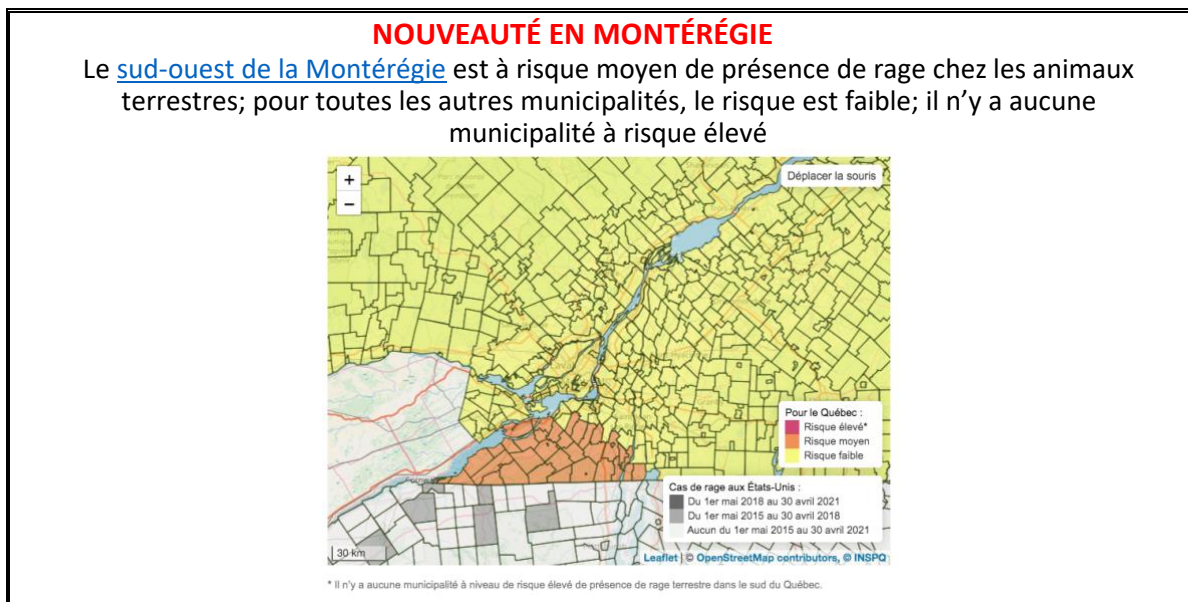 NOUVEAUTÉ EN MONTÉRÉGIE
Le sud-ouest de la Montérégie est à risque moyen de présence de rage chez les animaux
terrestres; pour toutes les autres municipalités, le risque est faible; il n’y a aucune
municipalité à risque élevé
+
Déplacer la souris
−
Pour le Québec :
Risque élevé*
Risque moyen
Risque faible
Cas de rage aux États-Unis :
Du 1er mai 2018 au 30 avril 2021
Du 1er mai 2015 au 30 avril 2018
Aucun du 1er mai 2015 au 30 avril 2021
30 km
Leaflet | © OpenStreetMap contributors, © INSPQ
* Il n'y a aucune municipalité à niveau de risque élevé de présence de rage terrestre dans le sud du Québec.